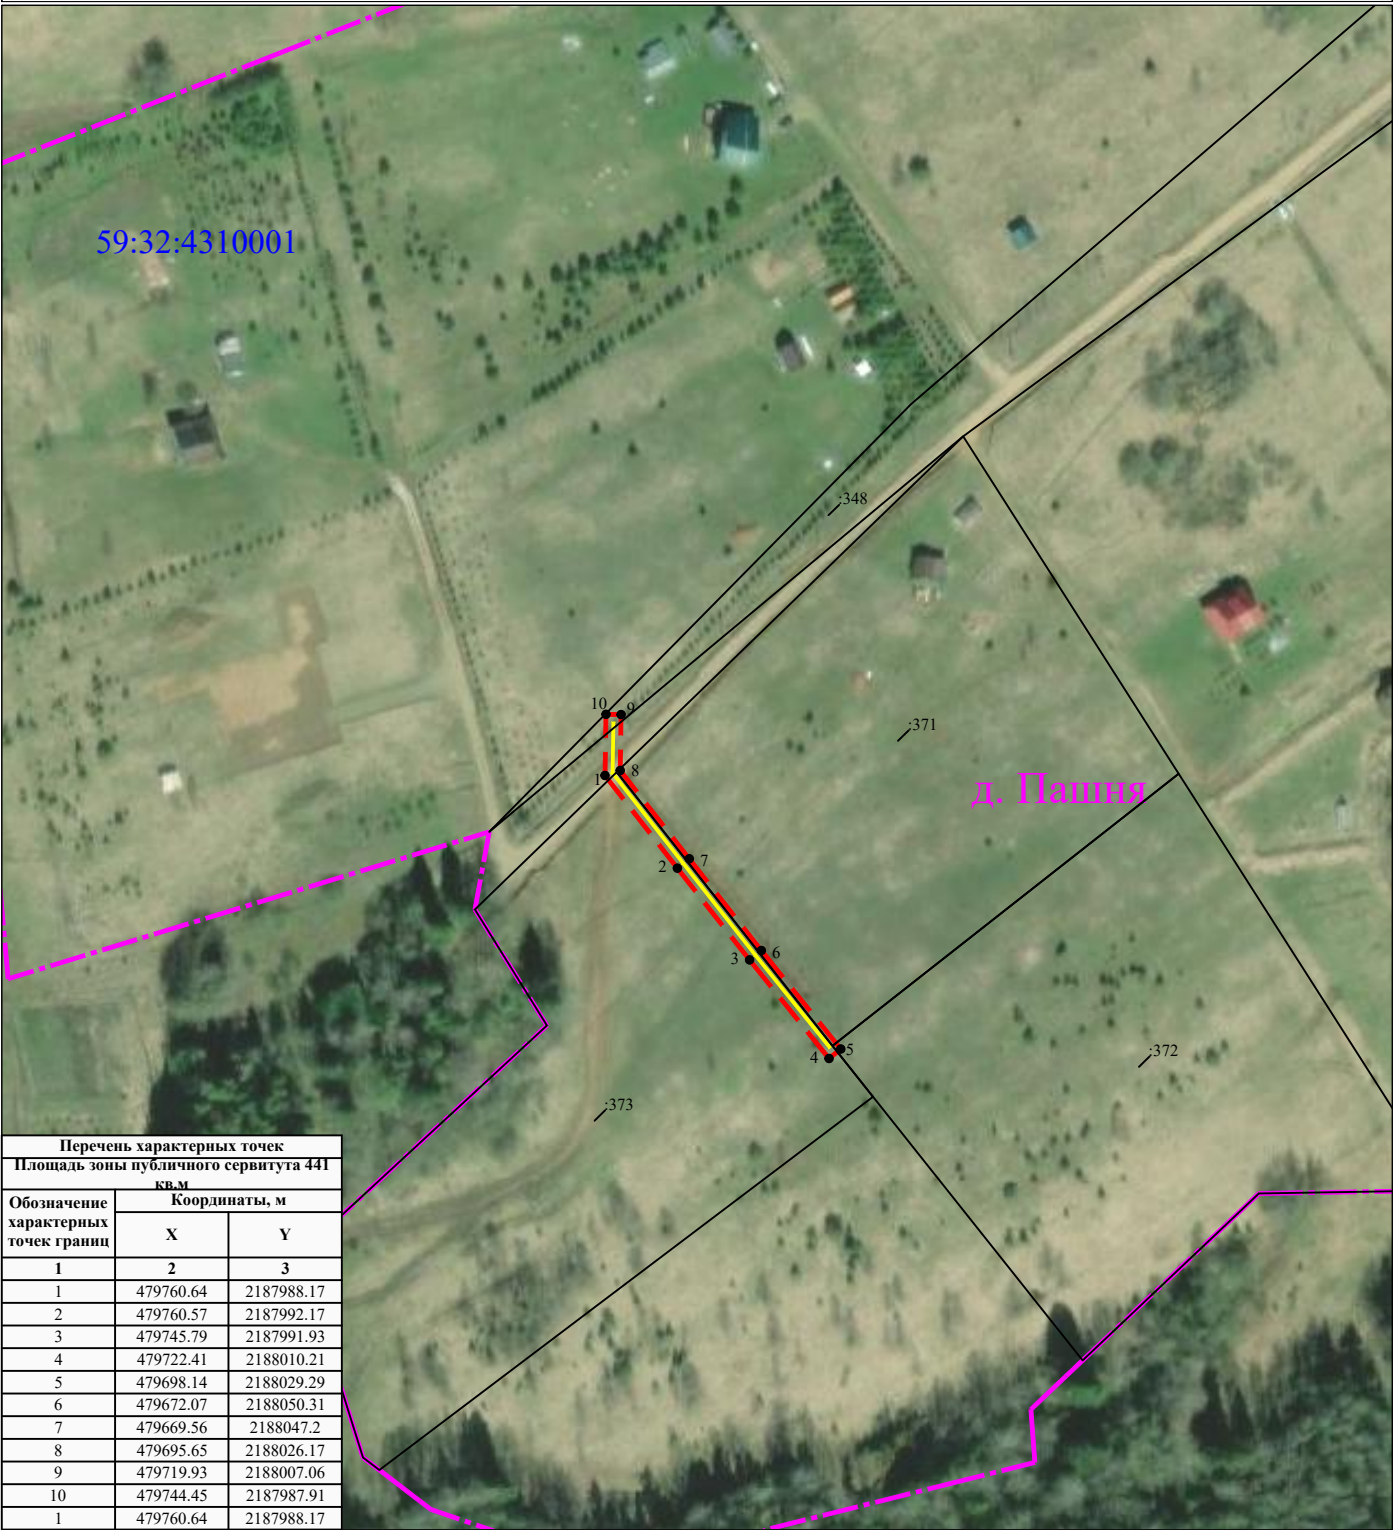 59:32:4310001
:348
10
9
:371
1
8
д. Пашня
2
7
3
6
4
5
:372
:373
Перечень характерных точек
Площадь зоны публичного сервитута 441
кв.м
Обозначение
характерных
точек границ
Координаты, м
X Y
1 2 3
1 479760.64 2187988.17
2 479760.57 2187992.17
3 479745.79 2187991.93
4 479722.41 2188010.21
5 479698.14 2188029.29
6 479672.07 2188050.31
7 479669.56 2188047.2
8 479695.65 2188026.17
9 479719.93 2188007.06
10 479744.45 2187987.91
1 479760.64 2187988.17